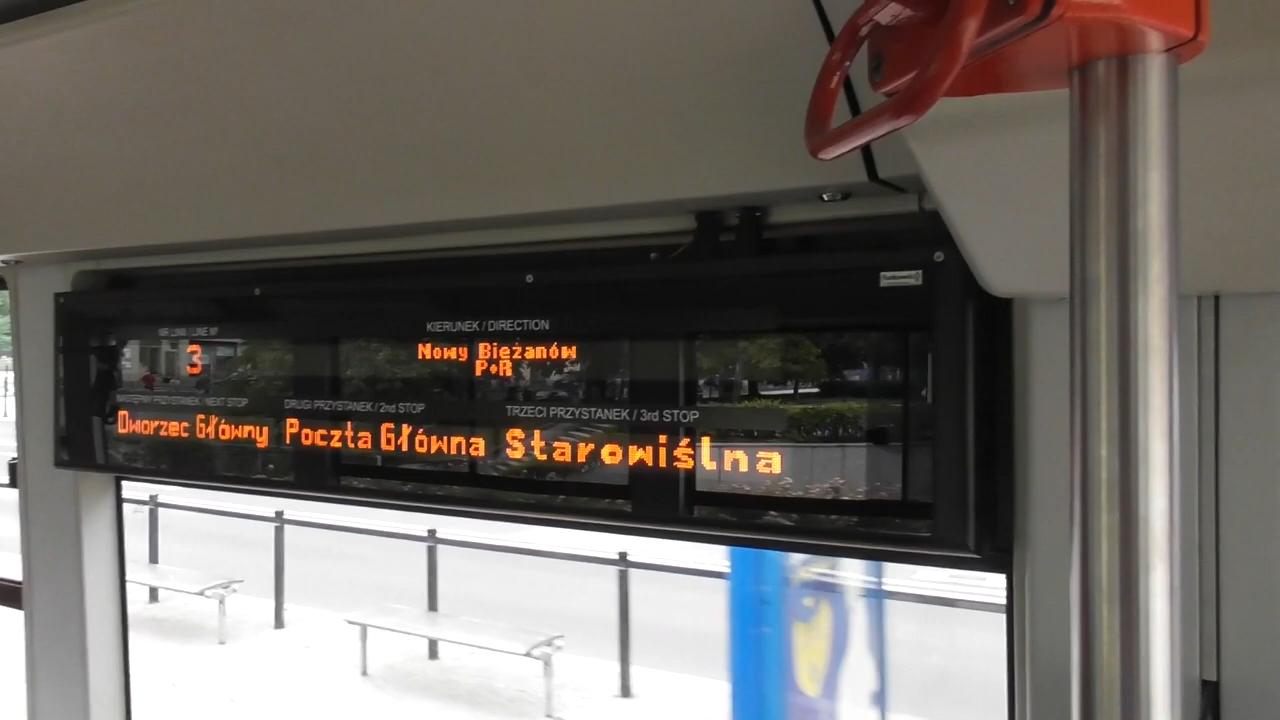 NR LINII / LINE Nº
3
KIERUNEK / DIRECTION
Nowy Bieżanów
P+R
NASTĘPNY PRZYSTANEK / NEXT STOP
Dworzec Główny
DRUGI PRZYSTANEK / 2nd STOP
Poczta Główna
TRZECI PRZYSTANEK / 3rd STOP
Starowiślna